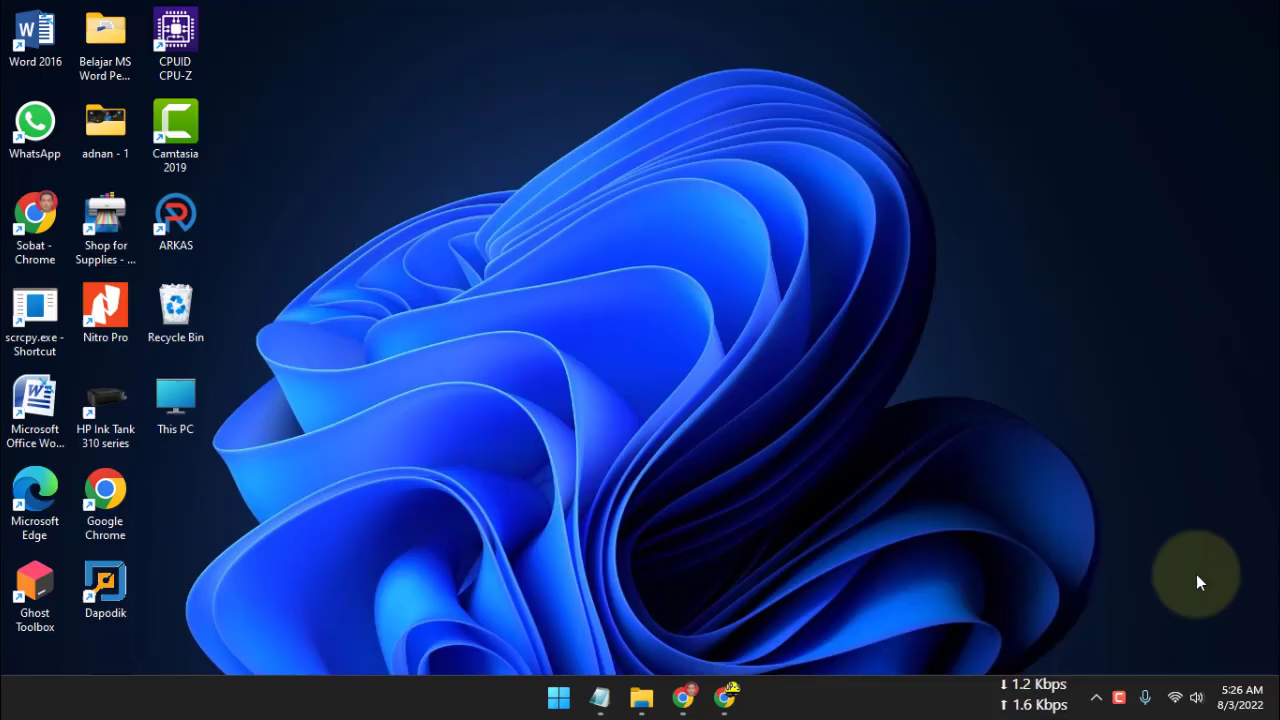 Word 2016
Belajar MS
Word Pe...
CPUID
CPU-Z
WhatsApp
adnan - 1
Camtasia
2019
Sobat -
Chrome
Shop for
Supplies - ...
ARKAS
scrcpy.exe -
Shortcut
Nitro Pro
Recycle Bin
Microsoft
Office Wo...
HP Ink Tank
310 series
This PC
Microsoft
Edge
Google
Chrome
Ghost
Toolbox
Dapodik
↓ 1.2 Kbps
↑ 1.6 Kbps
5:26 AM
8/3/2022